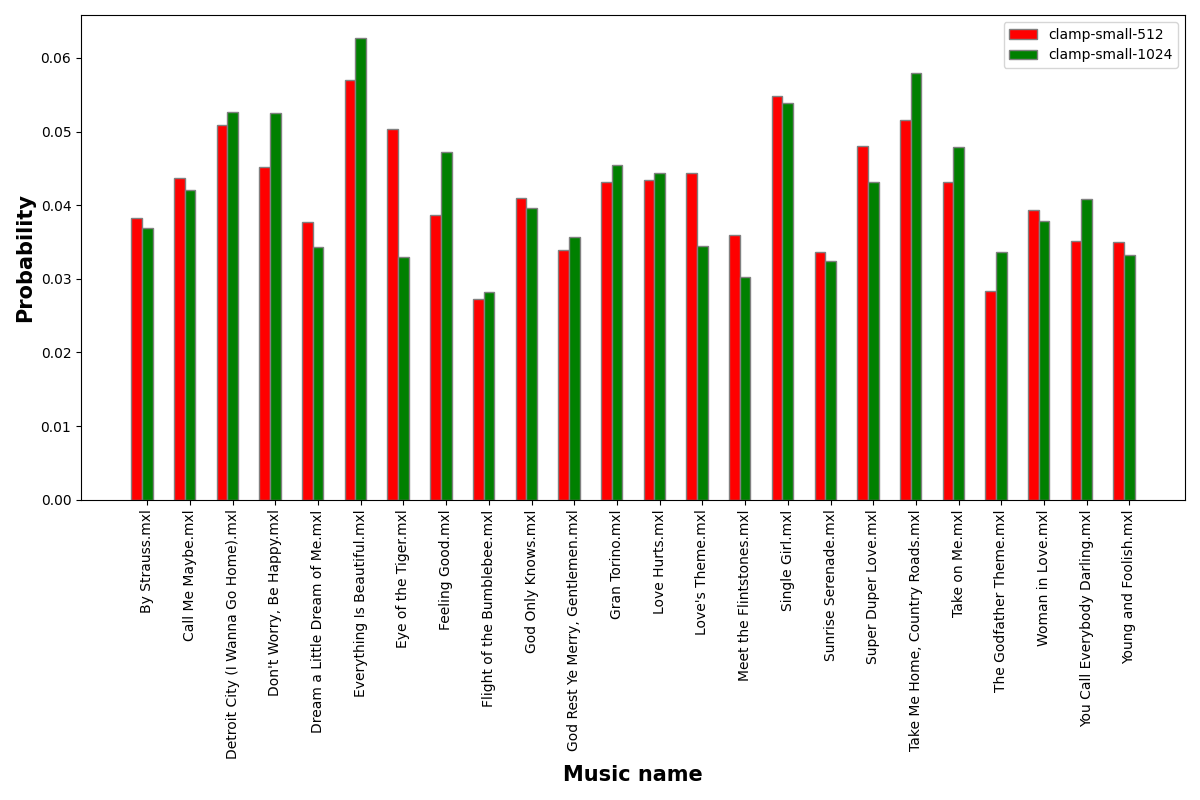 clamp-small-512
clamp-small-1024
Probability
0.06
0.05
0.04
0.03
0.02
0.01
0.00
By Strauss.mxl
Call Me Maybe.mxl
Detroit City (I Wanna Go Home).mxl
Don't Worry, Be Happy.mxl
Dream a Little Dream of Me.mxl
Everything Is Beautiful.mxl
Eye of the Tiger.mxl
Feeling Good.mxl
Flight of the Bumblebee.mxl
God Only Knows.mxl
God Rest Ye Merry, Gentlemen.mxl
Gran Torino.mxl
Love Hurts.mxl
Love's Theme.mxl
Meet the Flintstones.mxl
Single Girl.mxl
Sunrise Serenade.mxl
Super Duper Love.mxl
Take Me Home, Country Roads.mxl
Take on Me.mxl
The Godfather Theme.mxl
Woman in Love.mxl
You Call Everybody Darling.mxl
Young and Foolish.mxl
Music name